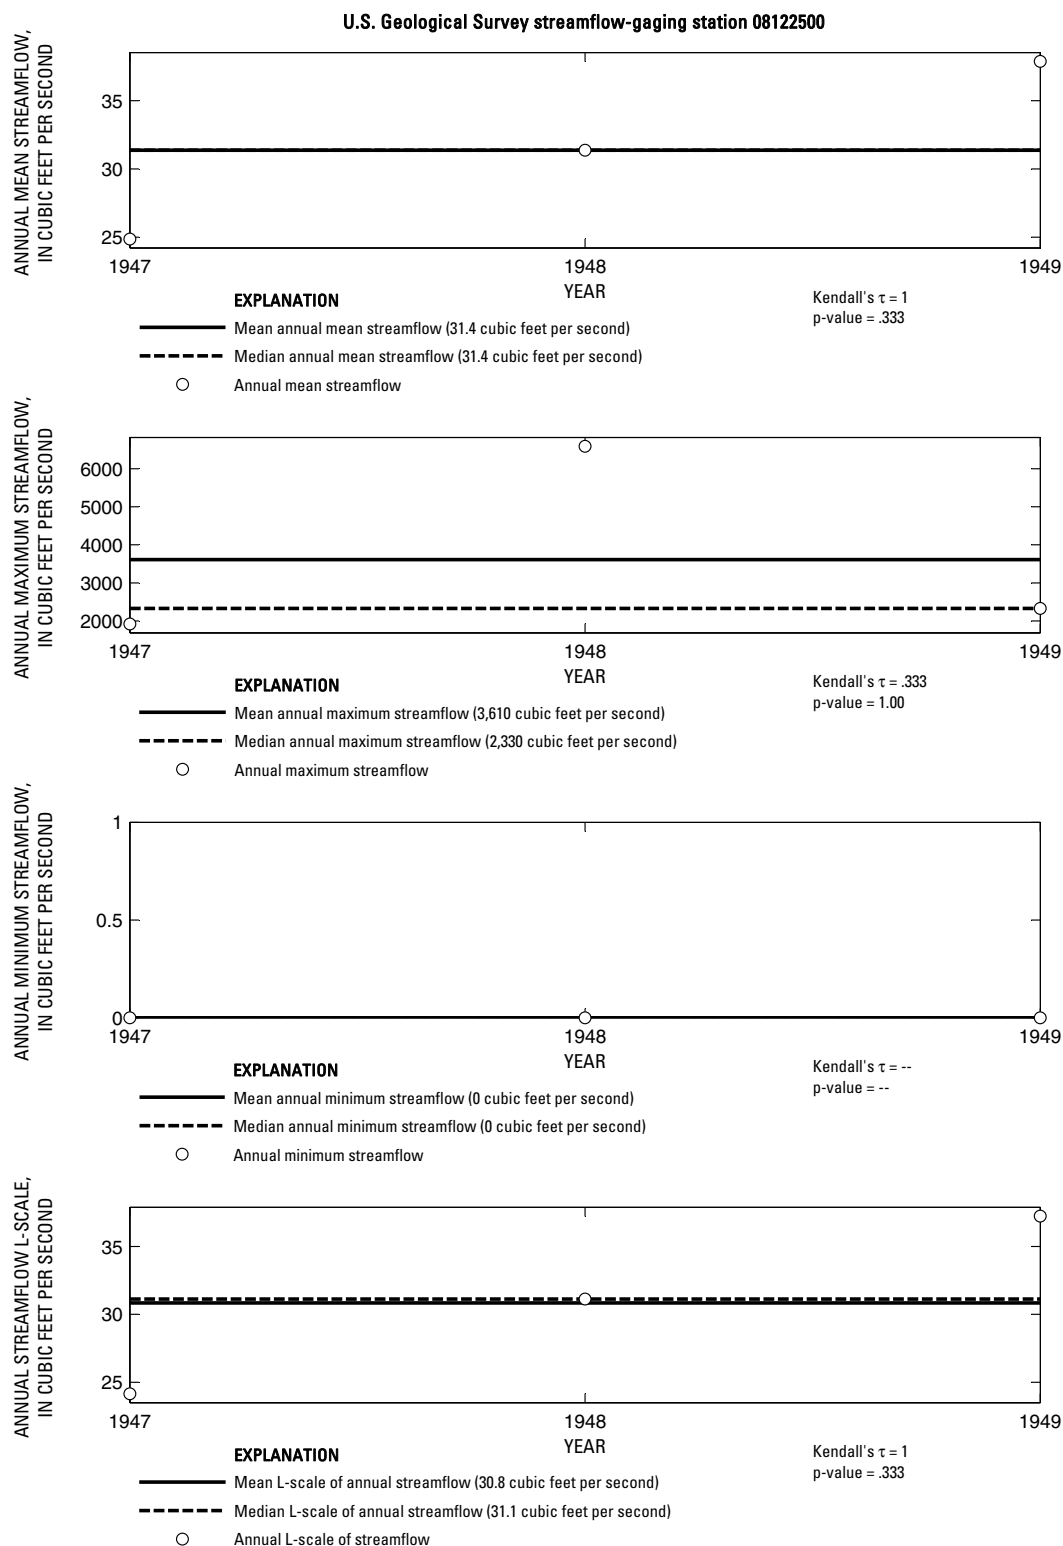 U.S. Geological Survey streamflow-gaging station 08122500
ANNUAL MEAN STREAMFLOW,
IN CUBIC FEET PER SECOND
35
30
25
1947
1948
1949
YEAR
Kendall's τ = 1
p-value = .333
EXPLANATION
Mean annual mean streamflow (31.4 cubic feet per second)
Median annual mean streamflow (31.4 cubic feet per second)
Annual mean streamflow
ANNUAL MAXIMUM STREAMFLOW,
IN CUBIC FEET PER SECOND
6000
5000
4000
3000
2000
1947
1948
1949
YEAR
Kendall's τ = .333
p-value = 1.00
EXPLANATION
Mean annual maximum streamflow (3,610 cubic feet per second)
Median annual maximum streamflow (2,330 cubic feet per second)
Annual maximum streamflow
ANNUAL MINIMUM STREAMFLOW,
IN CUBIC FEET PER SECOND
1
0.5
0
1947
1948
1949
YEAR
Kendall's τ = --
p-value = --
EXPLANATION
Mean annual minimum streamflow (0 cubic feet per second)
Median annual minimum streamflow (0 cubic feet per second)
Annual minimum streamflow
ANNUAL STREAMFLOW L-SCALE,
IN CUBIC FEET PER SECOND
35
30
25
1947
1948
1949
YEAR
Kendall's τ = 1
p-value = .333
EXPLANATION
Mean L-scale of annual streamflow (30.8 cubic feet per second)
Median L-scale of annual streamflow (31.1 cubic feet per second)
Annual L-scale of streamflow